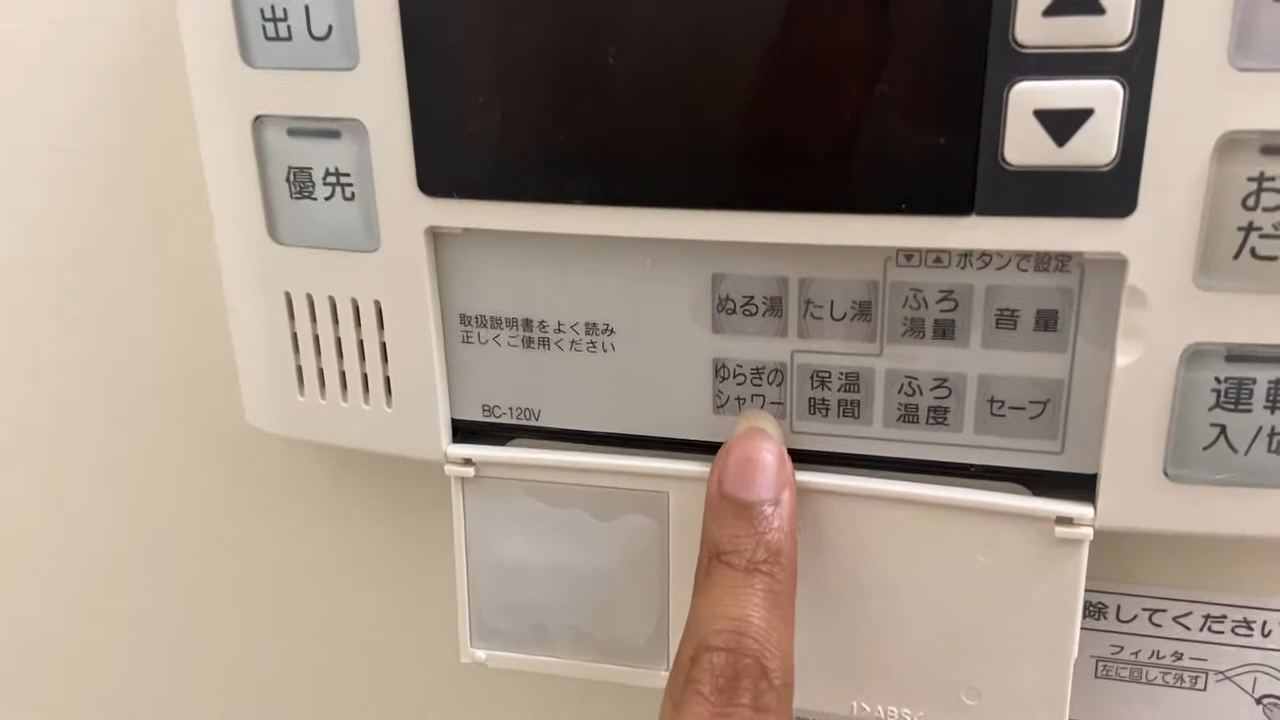 出し
優先
▼▲ボタンで設定
ぬる湯
たし湯
ふろ
湯量
音量
取扱説明書をよく読み
正しくご使用ください
ゆらぎの
シャワー
保温
時間
ふろ
温度
セーブ
BC-120V
お
だ
運転
入/切
除してください
フィルター
左に回して外す
>ABS<